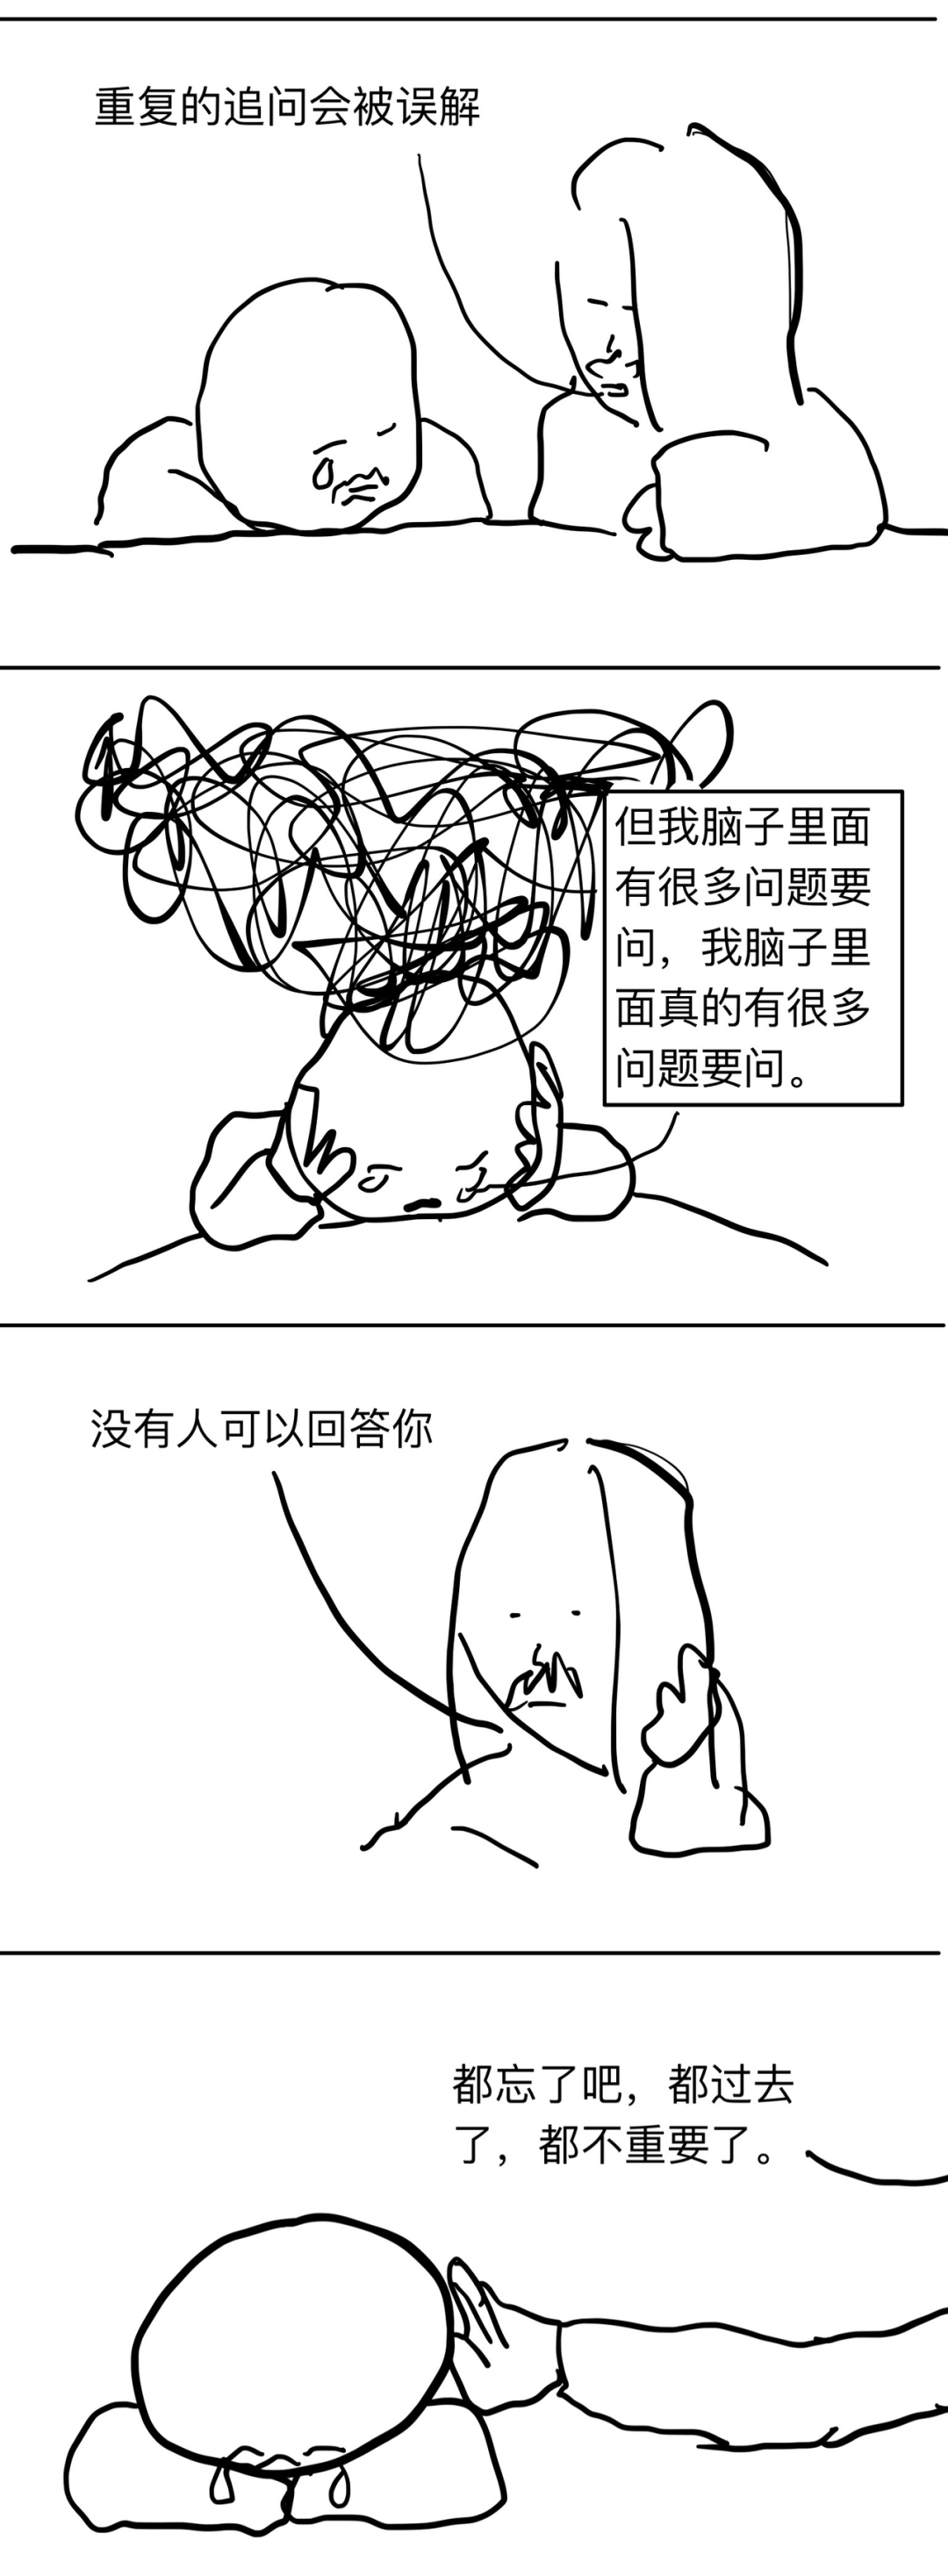 重复的追问会被误解
但我脑子里面
有很多问题要
问，我脑子里
面真的有很多
问题要问。
没有人可以回答你
都忘了吧，都过去
了，都不重要了。